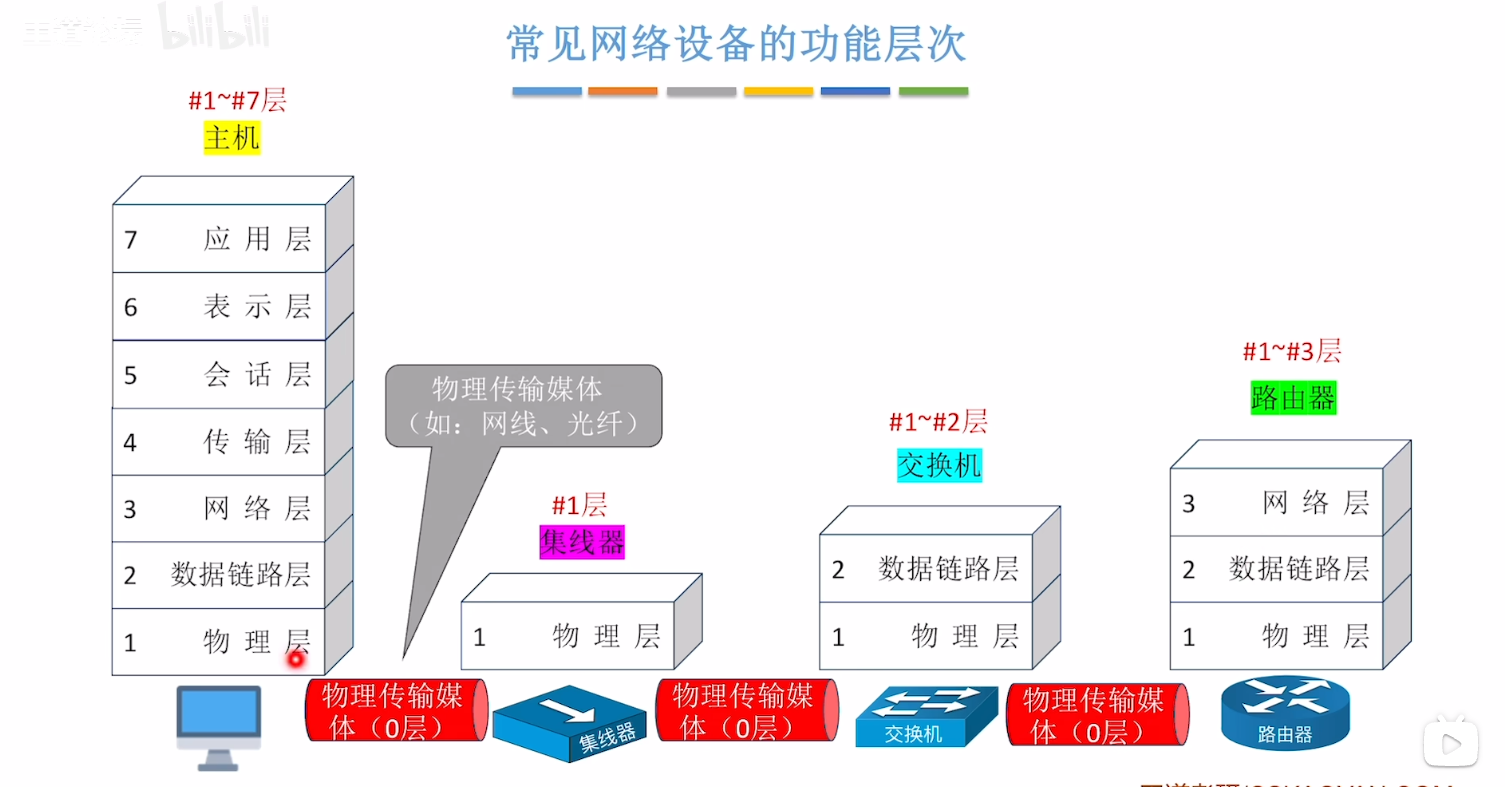 bilibili
常见网络设备的功能层次
#1~#7层
主机
7 应用层
6 表示层
5 会话层
4 传输层
3 网络层
2 数据链路层
1 物理层
物理传输媒体
（如：网线、光纤）
#1层
集线器
1 物理层
#1~#2层
交换机
2 数据链路层
1 物理层
#1~#3层
路由器
3 网络层
2 数据链路层
1 物理层
物理传输媒
体（0层）
集线器
物理传输媒
体（0层）
交换机
物理传输媒
体（0层）
路由器